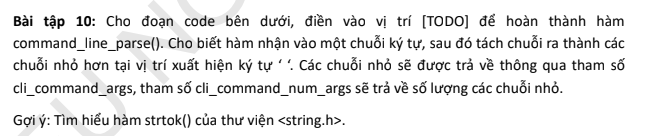 Bài tập 10: Cho đoạn code bên dưới, điền vào vị trí [TODO] để hoàn thành hàm
command_line_parse(). Cho biết hàm nhận vào một chuỗi ký tự, sau đó tách chuỗi ra thành các
chuỗi nhỏ hơn tại vị trí xuất hiện ký tự ‘ ‘. Các chuỗi nhỏ sẽ được trả về thông qua tham số
cli_command_args, tham số cli_command_num_args sẽ trả về số lượng các chuỗi nhỏ.
Gợi ý: Tìm hiểu hàm strtok() của thư viện <string.h>.